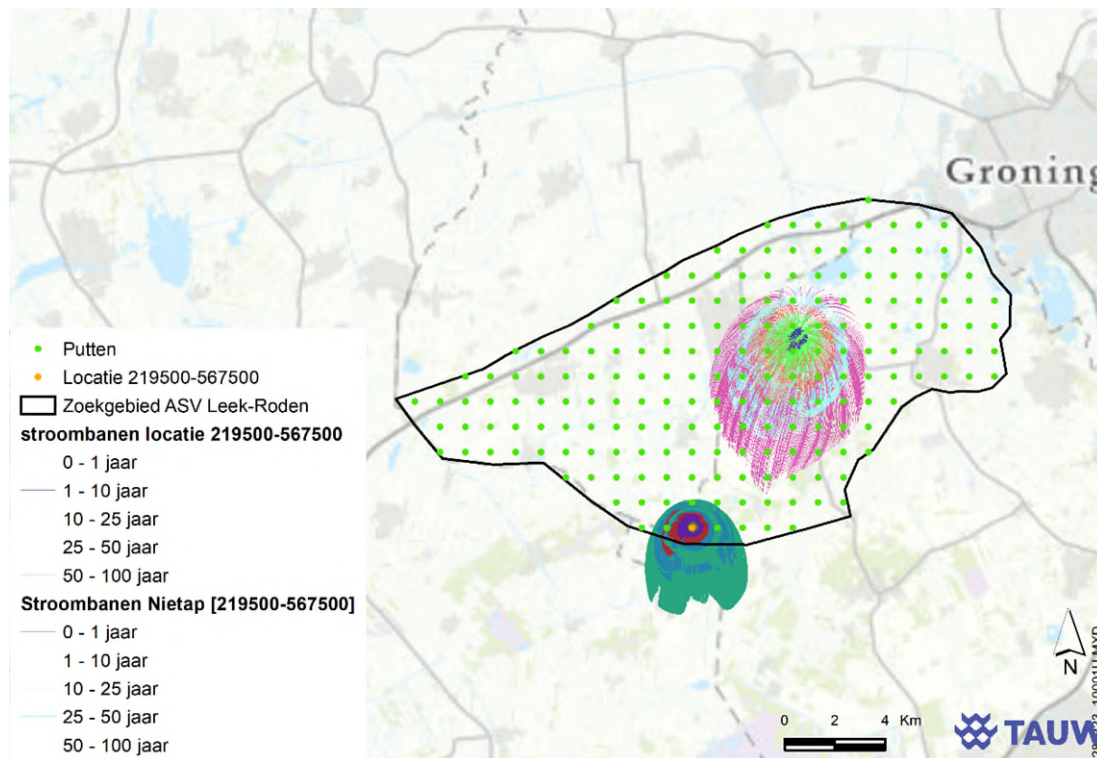 Groning
Putten
Locatie 219500-567500
Zoekgebied ASV Leek-Roden
stroombanen locatie 219500-567500
0 - 1 jaar
1 - 10 jaar
10 - 25 jaar
25 - 50 jaar
50 - 100 jaar
Stroombanen Nietap [219500-567500]
0 - 1 jaar
1 - 10 jaar
10 - 25 jaar
25 - 50 jaar
50 - 100 jaar
N
0 2 4 Km
TAUW